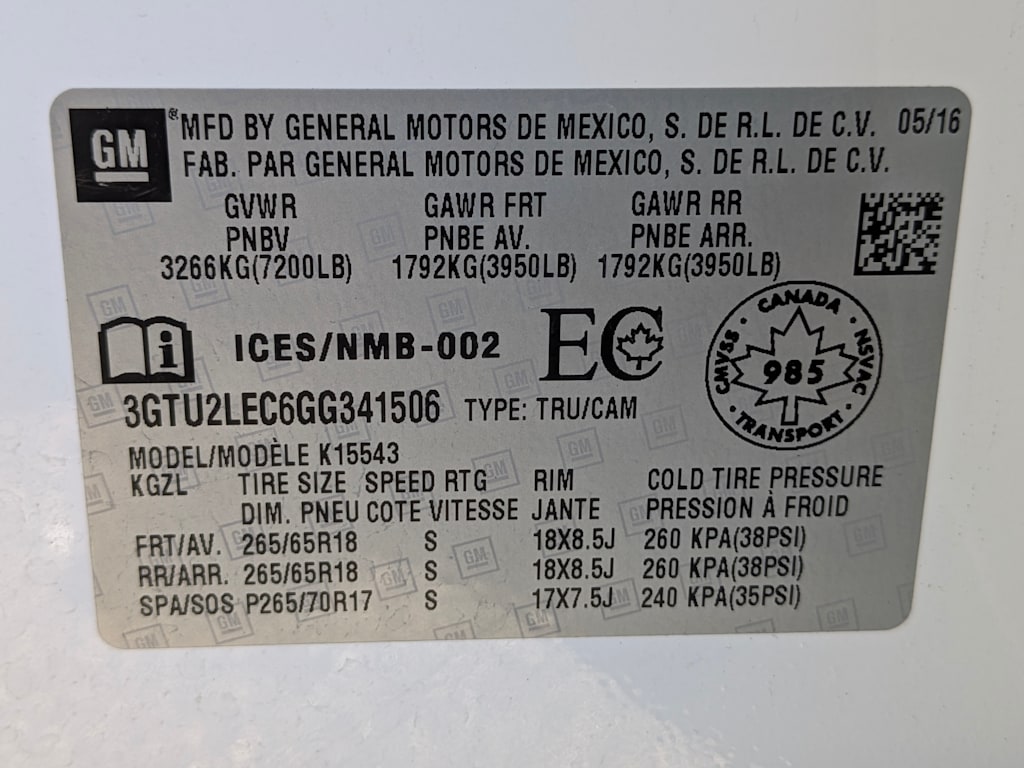 GM ® MFD BY GENERAL MOTORS DE MEXICO, S. DE R.L. DE C.V. 05/16
FAB. PAR GENERAL MOTORS DE MEXICO, S. DE R.L. DE C.V.
GVWR GAWR FRT GAWR RR
PNBV PNBE AV. PNBE ARR.
3266KG(7200LB) 1792KG(3950LB) 1792KG(3950LB)
i ICES/NMB-002 EC
CANADA
CMVSS 985 NSVAC
TRANSPORT
3GTU2LEC6GG341506 TYPE: TRU/CAM
MODEL/MODÈLE K15543
KGZL TIRE SIZE SPEED RTG RIM COLD TIRE PRESSURE
DIM. PNEU COTE VITESSE JANTE PRESSION À FROID
FRT/AV. 265/65R18 S 18X8.5J 260 KPA(38PSI)
RR/ARR. 265/65R18 S 18X8.5J 260 KPA(38PSI)
SPA/SOS P265/70R17 S 17X7.5J 240 KPA(35PSI)